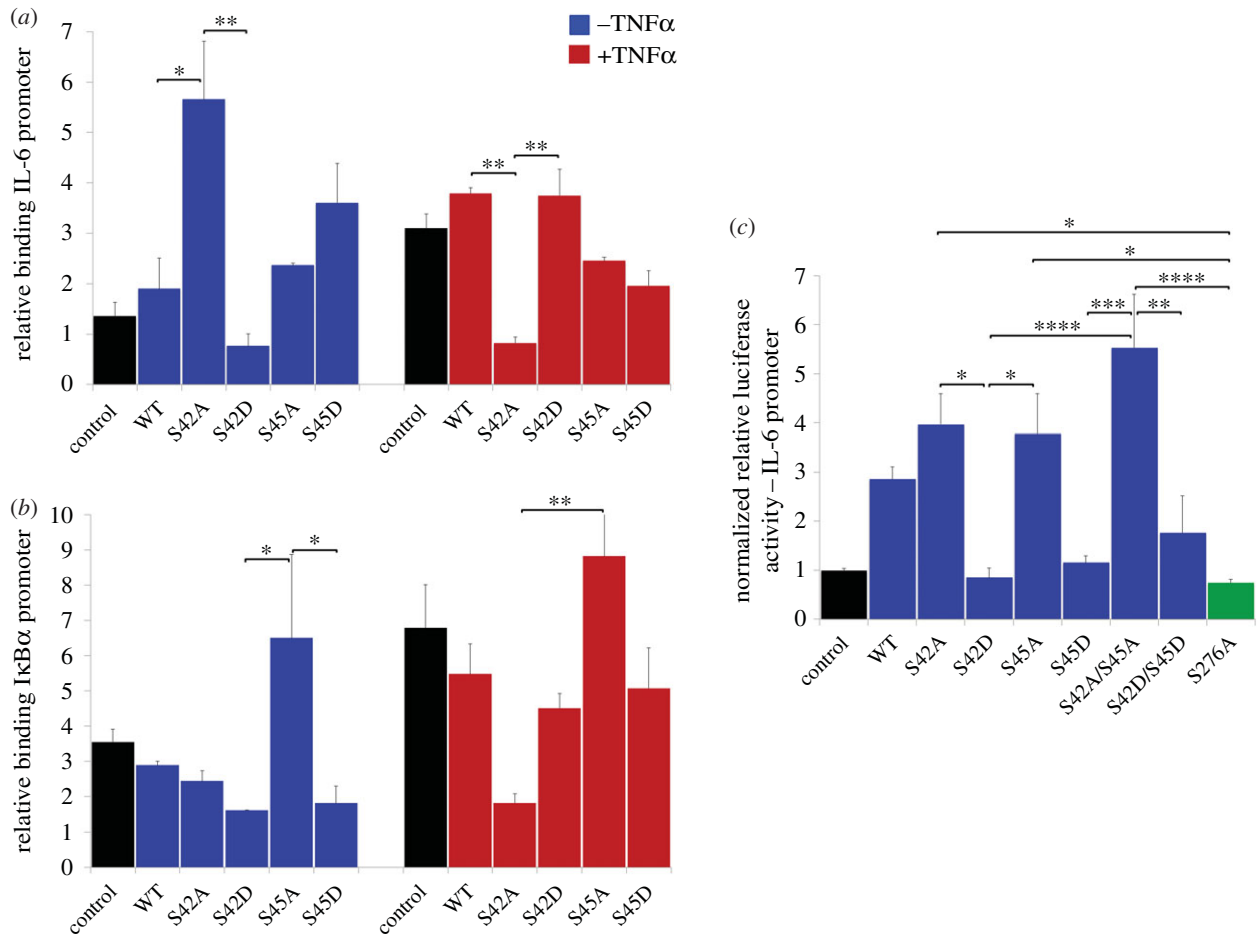 (a)
relative binding IL-6 promoter
7
6
5
4
3
2
1
0
* ** ** **
–TNFα
+TNFα
control WT S42A S42D S45A S45D control WT S42A S42D S45A S45D
(b)
relative binding IκBα promoter
10
9
8
7
6
5
4
3
2
1
0
* * **
control WT S42A S42D S45A S45D control WT S42A S42D S45A S45D
(c)
normalized relative luciferase
activity – IL-6 promoter
7
6
5
4
3
2
1
0
*
*
****
*** **
****
* *
control WT S42A S42D S45A S45D S42A/S45A S42D/S45D S276A